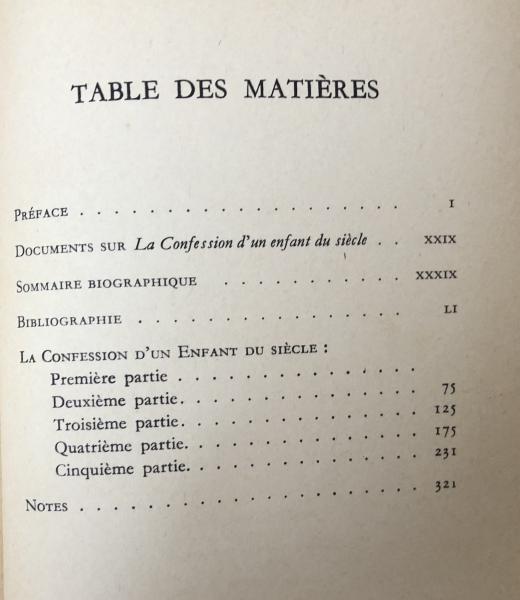 TABLE DES MATIÈRES
PRÉFACE . . . . . . . . . . . . . . . . . . . I
DOCUMENTS SUR La Confession d'un enfant du siècle . . XXIX
SOMMAIRE BIOGRAPHIQUE . . . . . . . . . . . XXXIX
BIBLIOGRAPHIE . . . . . . . . . . . . . . . . LI
LA CONFESSION D'UN ENFANT DU SIÈCLE :
Première partie . . . . . . . . . . . . . .
Deuxième partie. . . . . . . . . . . . . . 75
Troisième partie. . . . . . . . . . . . . . 125
Quatrième partie. . . . . . . . . . . . . . 175
Cinquième partie. . . . . . . . . . . . . . 231
NOTES . . . . . . . . . . . . . . . . . . . . 321